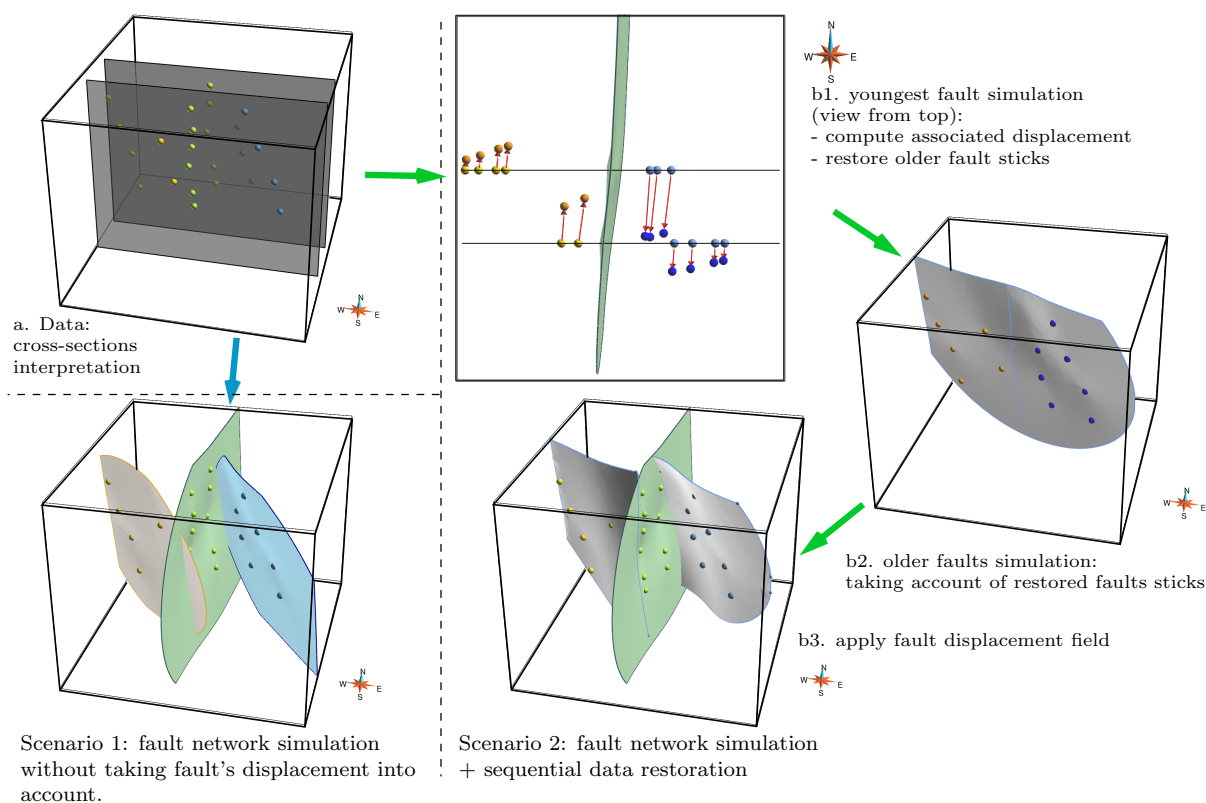 N
W
E
S
b1. youngest fault simulation
(view from top):
- compute associated displacement
- restore older fault sticks
N
W
E
S
a. Data:
cross-sections
interpretation
N
W
E
S
b2. older faults simulation:
taking account of restored faults sticks
b3. apply fault displacement field
N
W
E
S
N
W
E
S
Scenario 1: fault network simulation
without taking fault's displacement into
account.
Scenario 2: fault network simulation
+ sequential data restoration